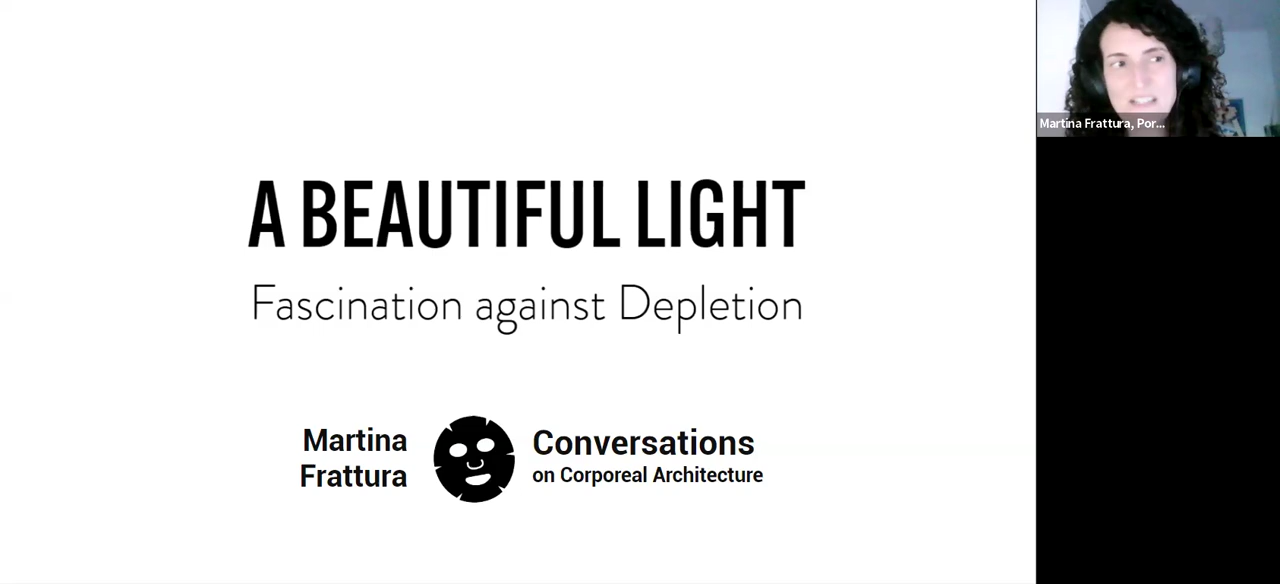 A BEAUTIFUL LIGHT
Fascination against Depletion
Martina
Frattura
Conversations
on Corporeal Architecture
Martina Frattura, Por...